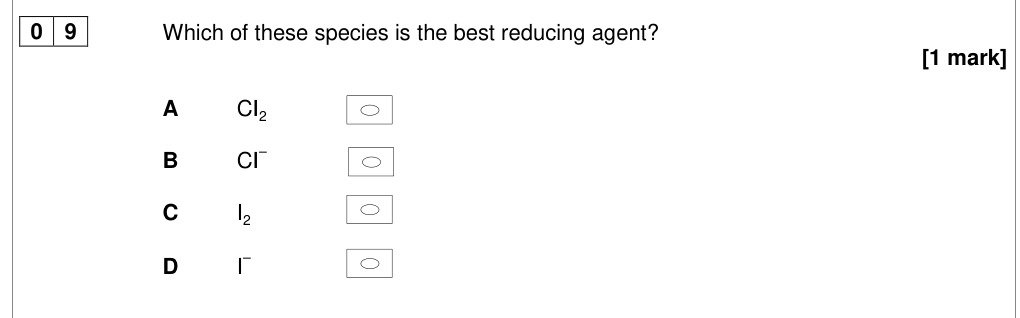 0 9 Which of these species is the best reducing agent?
[1 mark]
A Cl₂
B Cl⁻
C I₂
D I⁻